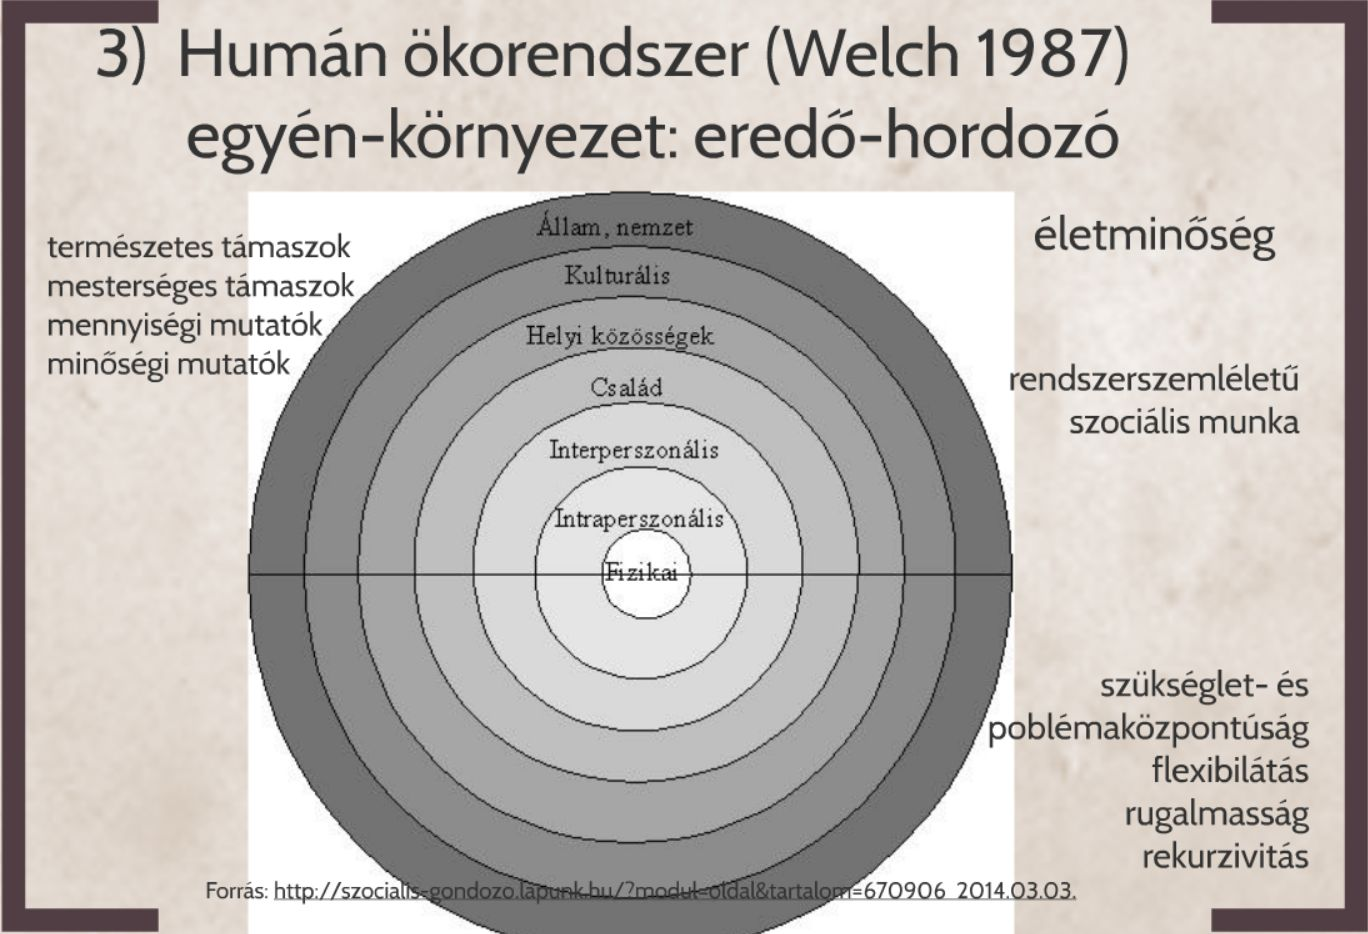 3) Humán ökorendszer (Welch 1987)
egyén-környezet: eredő-hordozó
természetes támaszok
mesterséges támaszok
mennyiségi mutatók
minőségi mutatók
Állam, nemzet
Kulturális
Helyi közösségek
Család
Interperszonális
Intraperszonális
Fizikai
életminőség
rendszerszemléletű
szociális munka
szükséglet- és
poblémaközpontúság
flexibilátás
rugalmasság
rekurzivitás
Forrás: http://szocialis-gondozo.lapunk.hu/?modul=oldal&tartalom=670906 2014.03.03.